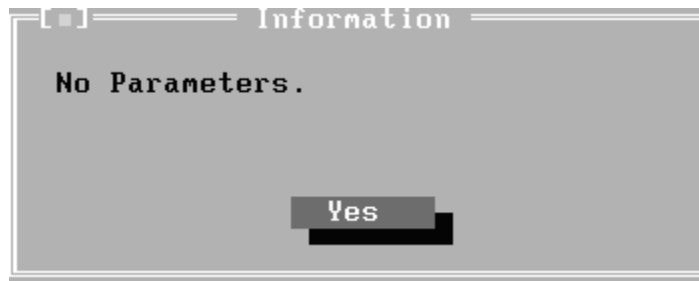 Information
No Parameters.
Yes